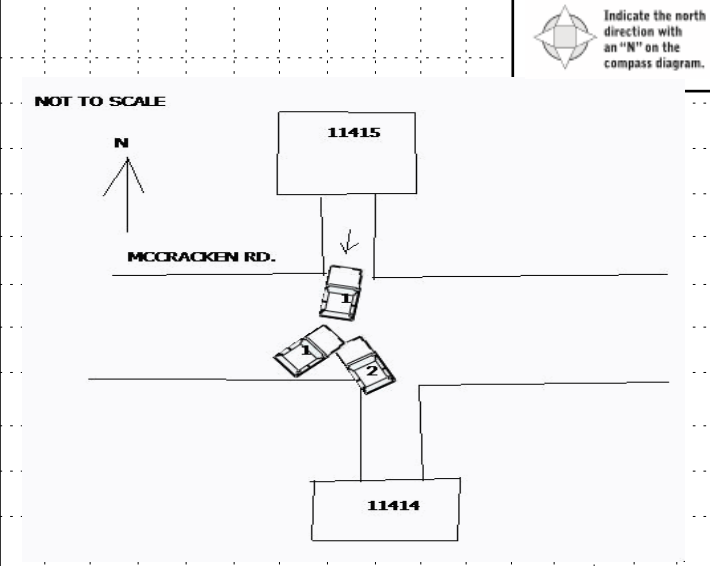 Indicate the north
direction with
an "N" on the
compass diagram.
NOT TO SCALE
11415
N
MCCRACKEN RD.
1
1
2
11414